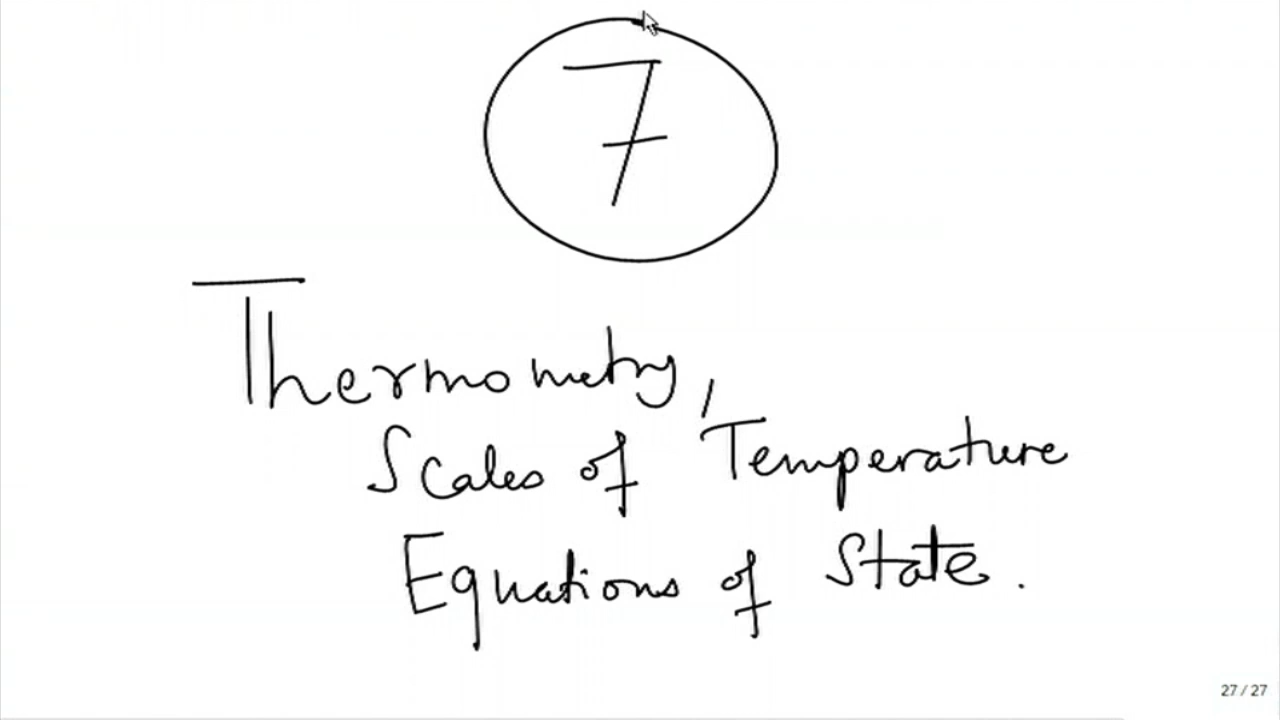 7
Thermometry,
Scales of Temperature
Equations of State.
27 / 27